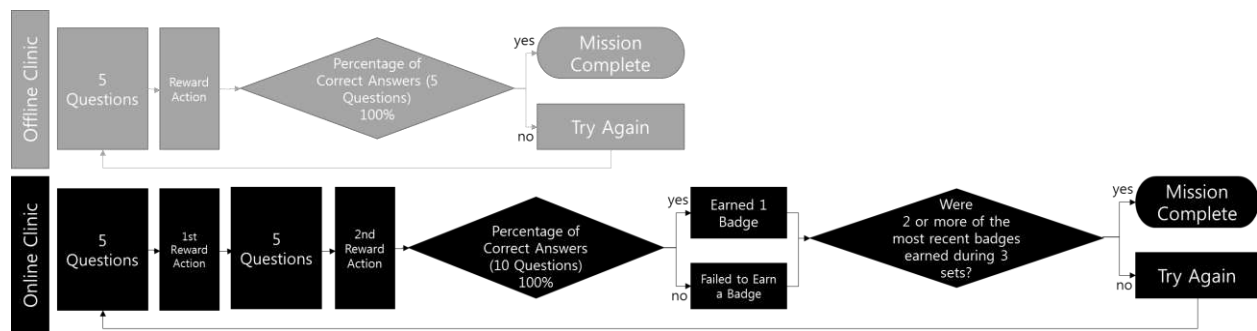 Offline Clinic
5
Questions
Reward
Action
Percentage of
Correct Answers (5
Questions)
100%
yes
Mission
Complete
no
Try Again
Online Clinic
5
Questions
1st
Reward
Action
5
Questions
2nd
Reward
Action
Percentage of
Correct Answers
(10 Questions)
100%
yes
Earned 1
Badge
no
Failed to Earn
a Badge
Were
2 or more of the
most recent badges
earned during 3
sets?
yes
Mission
Complete
no
Try Again